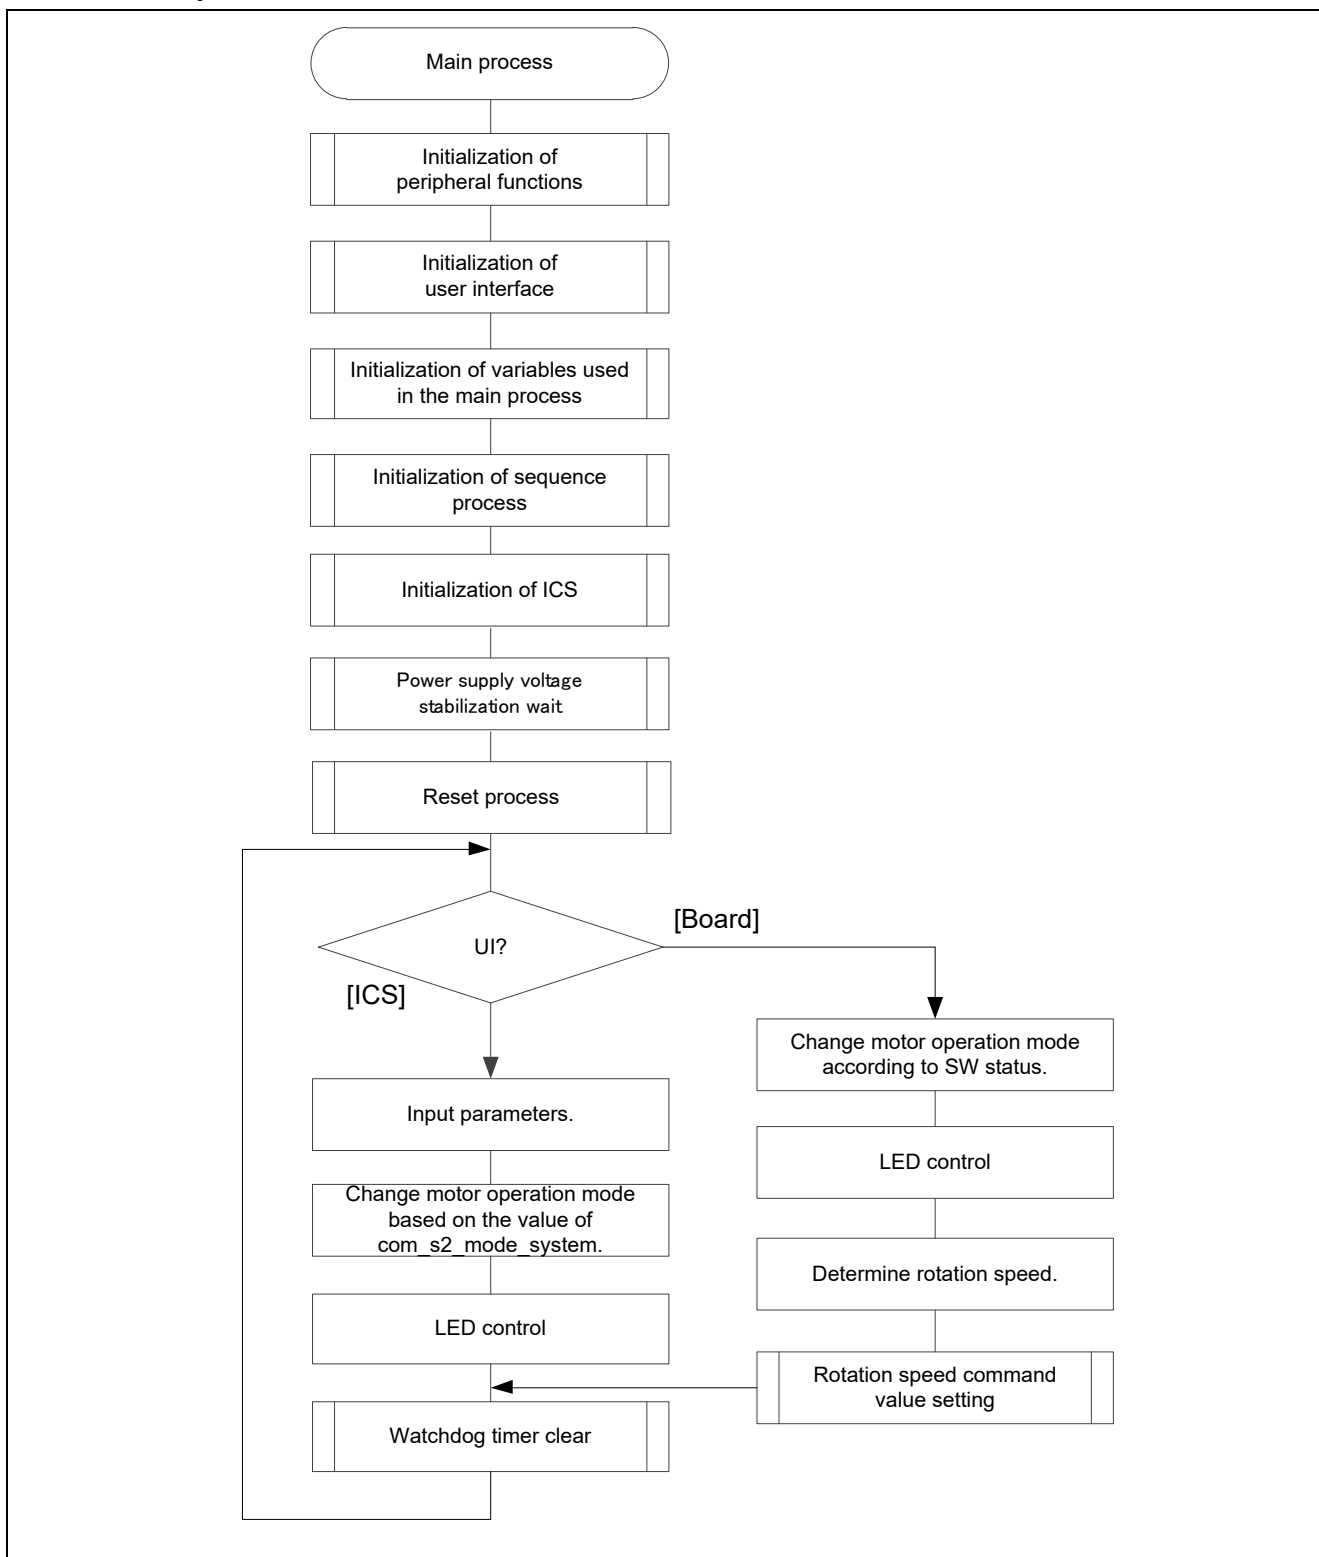 Main process
Initialization of
peripheral functions
Initialization of
user interface
Initialization of variables used
in the main process
Initialization of sequence
process
Initialization of ICS
Power supply voltage
stabilization wait
Reset process
[Board]
UI?
[ICS]
Change motor operation mode
according to SW status.
Input parameters.
LED control
Change motor operation mode
based on the value of
com_s2_mode_system.
Determine rotation speed.
LED control
Rotation speed command
value setting
Watchdog timer clear